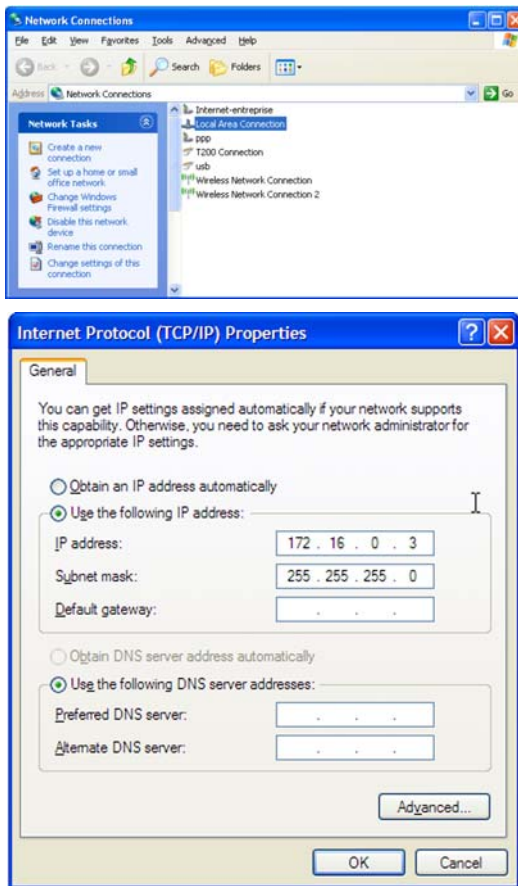 Network Connections
File Edit View Favorites Tools Advanced Help
Back Search Folders
Address Network Connections Go
Network Tasks
Create a new
connection
Set up a home or small
office network
Change Windows
Firewall settings
Disable this network
device
Rename this connection
Change settings of this
connection
Internet-entreprise
Local Area Connection
ppp
T200 Connection
usb
Wireless Network Connection
Wireless Network Connection 2
Internet Protocol (TCP/IP) Properties
General
You can get IP settings assigned automatically if your network supports
this capability. Otherwise, you need to ask your network administrator for
the appropriate IP settings.
Obtain an IP address automatically
Use the following IP address:
IP address: 172 . 16 . 0 . 3
Subnet mask: 255 . 255 . 255 . 0
Default gateway: . . .
Obtain DNS server address automatically
Use the following DNS server addresses:
Preferred DNS server: . . .
Alternate DNS server: . . .
Advanced...
OK Cancel